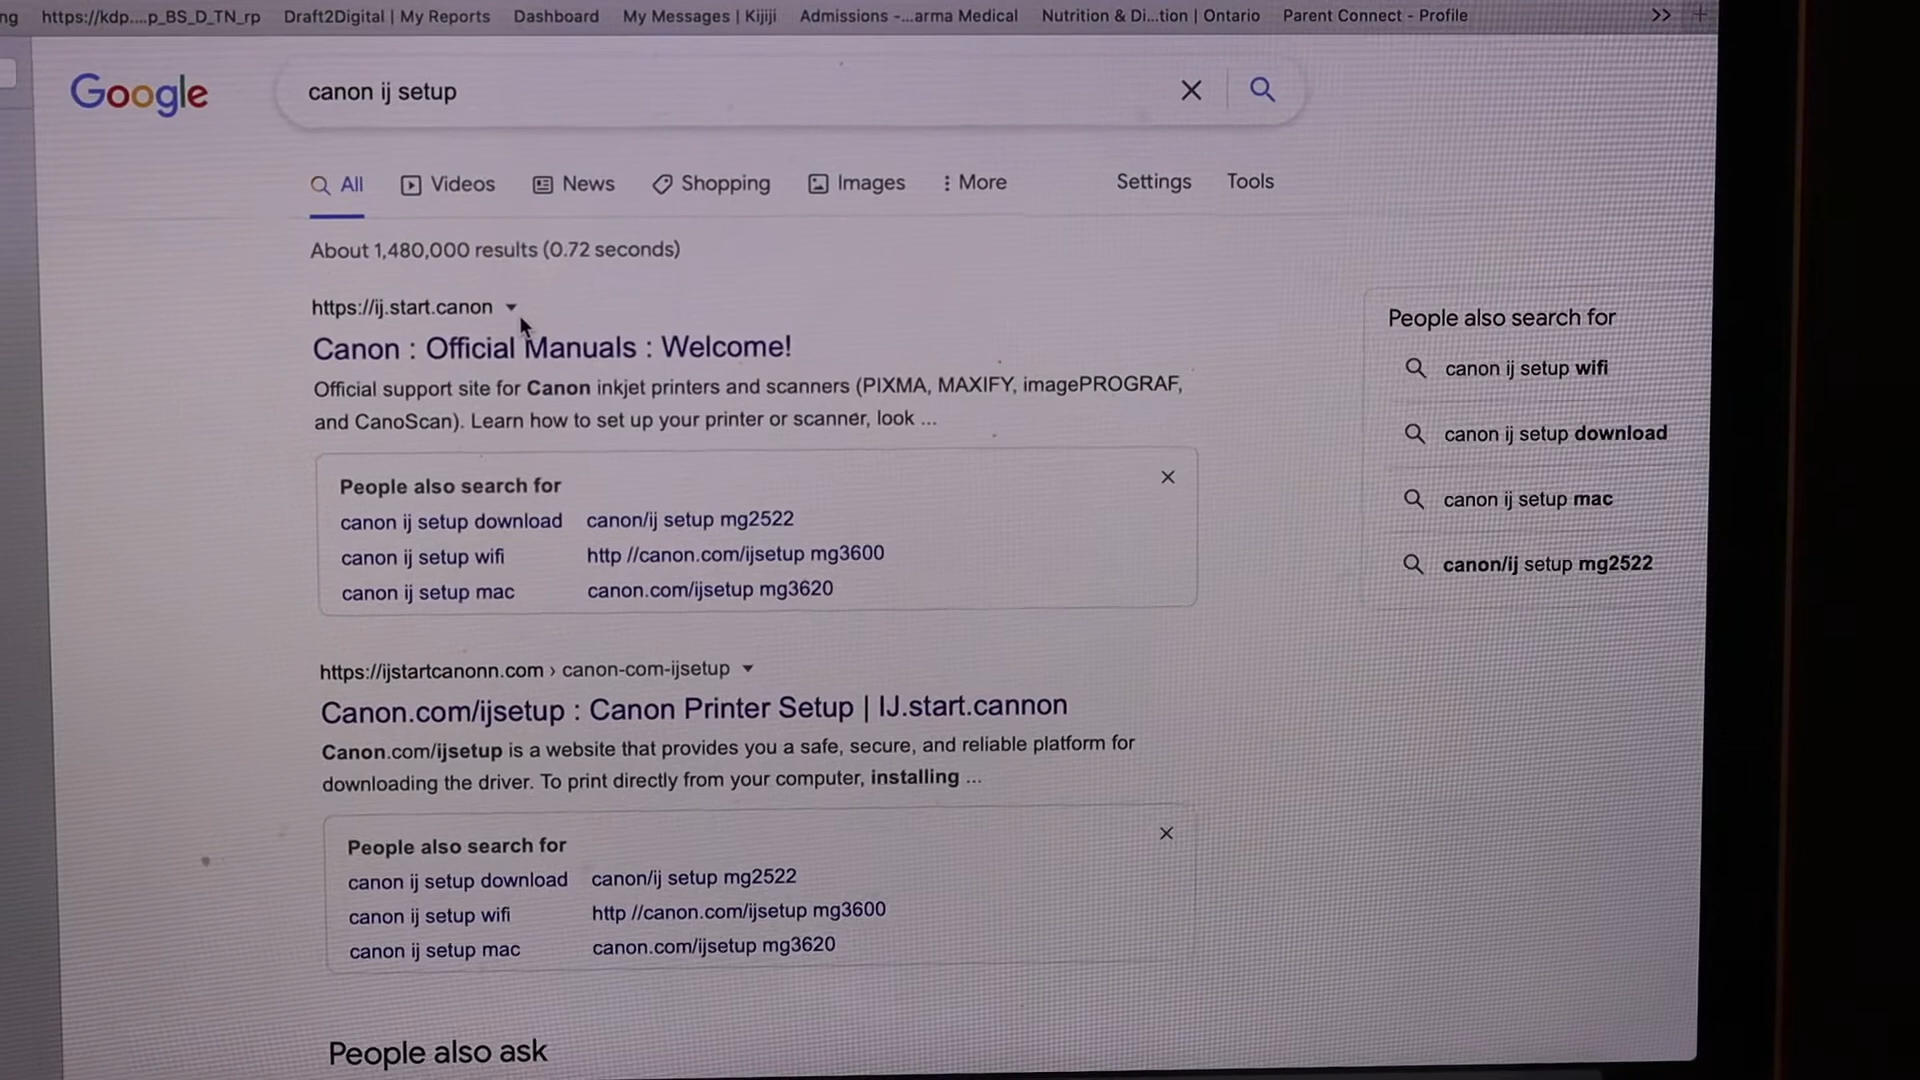 ng https://kdp....p_BS_D_TN_rp Draft2Digital | My Reports Dashboard My Messages | Kijiji Admissions -...arma Medical Nutrition & Di...tion | Ontario Parent Connect - Profile >> +
Google canon ij setup
All Videos News Shopping Images More Settings Tools
About 1,480,000 results (0.72 seconds)
https://ij.start.canon
Canon : Official Manuals : Welcome!
Official support site for Canon inkjet printers and scanners (PIXMA, MAXIFY, imagePROGRAF,
and CanoScan). Learn how to set up your printer or scanner, look ...
People also search for
canon ij setup download canon/ij setup mg2522
canon ij setup wifi http //canon.com/ijsetup mg3600
canon ij setup mac canon.com/ijsetup mg3620
https://ijstartcanonn.com › canon-com-ijsetup
Canon.com/ijsetup : Canon Printer Setup | IJ.start.cannon
Canon.com/ijsetup is a website that provides you a safe, secure, and reliable platform for
downloading the driver. To print directly from your computer, installing ...
People also search for
canon ij setup download canon/ij setup mg2522
canon ij setup wifi http //canon.com/ijsetup mg3600
canon ij setup mac canon.com/ijsetup mg3620
People also ask
People also search for
canon ij setup wifi
canon ij setup download
canon ij setup mac
canon/ij setup mg2522